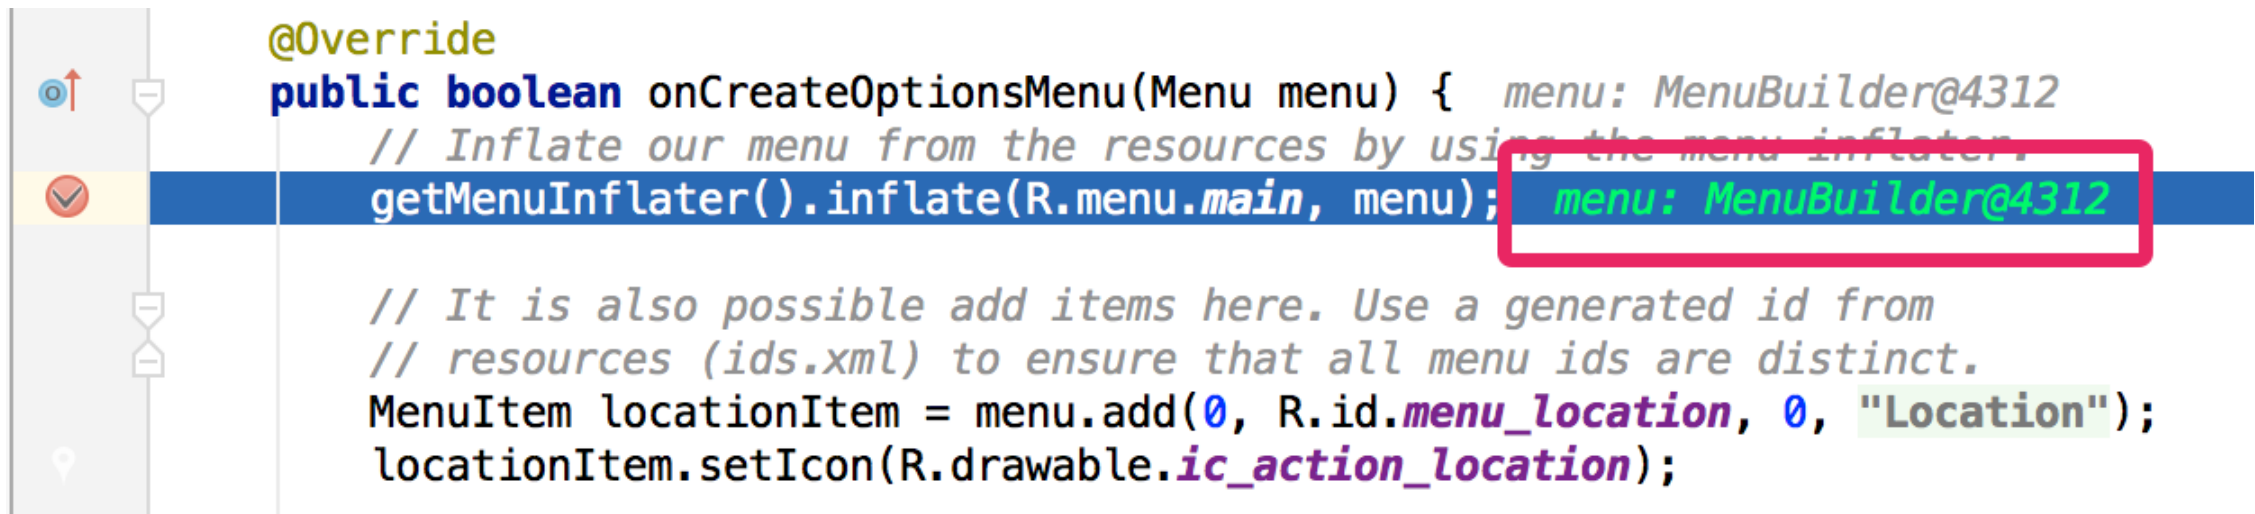 @Override
public boolean onCreateOptionsMenu(Menu menu) {  menu: MenuBuilder@4312
// Inflate our menu from the resources by using the menu inflater.
getMenuInflater().inflate(R.menu.main, menu);  menu: MenuBuilder@4312
// It is also possible add items here. Use a generated id from
// resources (ids.xml) to ensure that all menu ids are distinct.
MenuItem locationItem = menu.add(0, R.id.menu_location, 0, "Location");
locationItem.setIcon(R.drawable.ic_action_location);